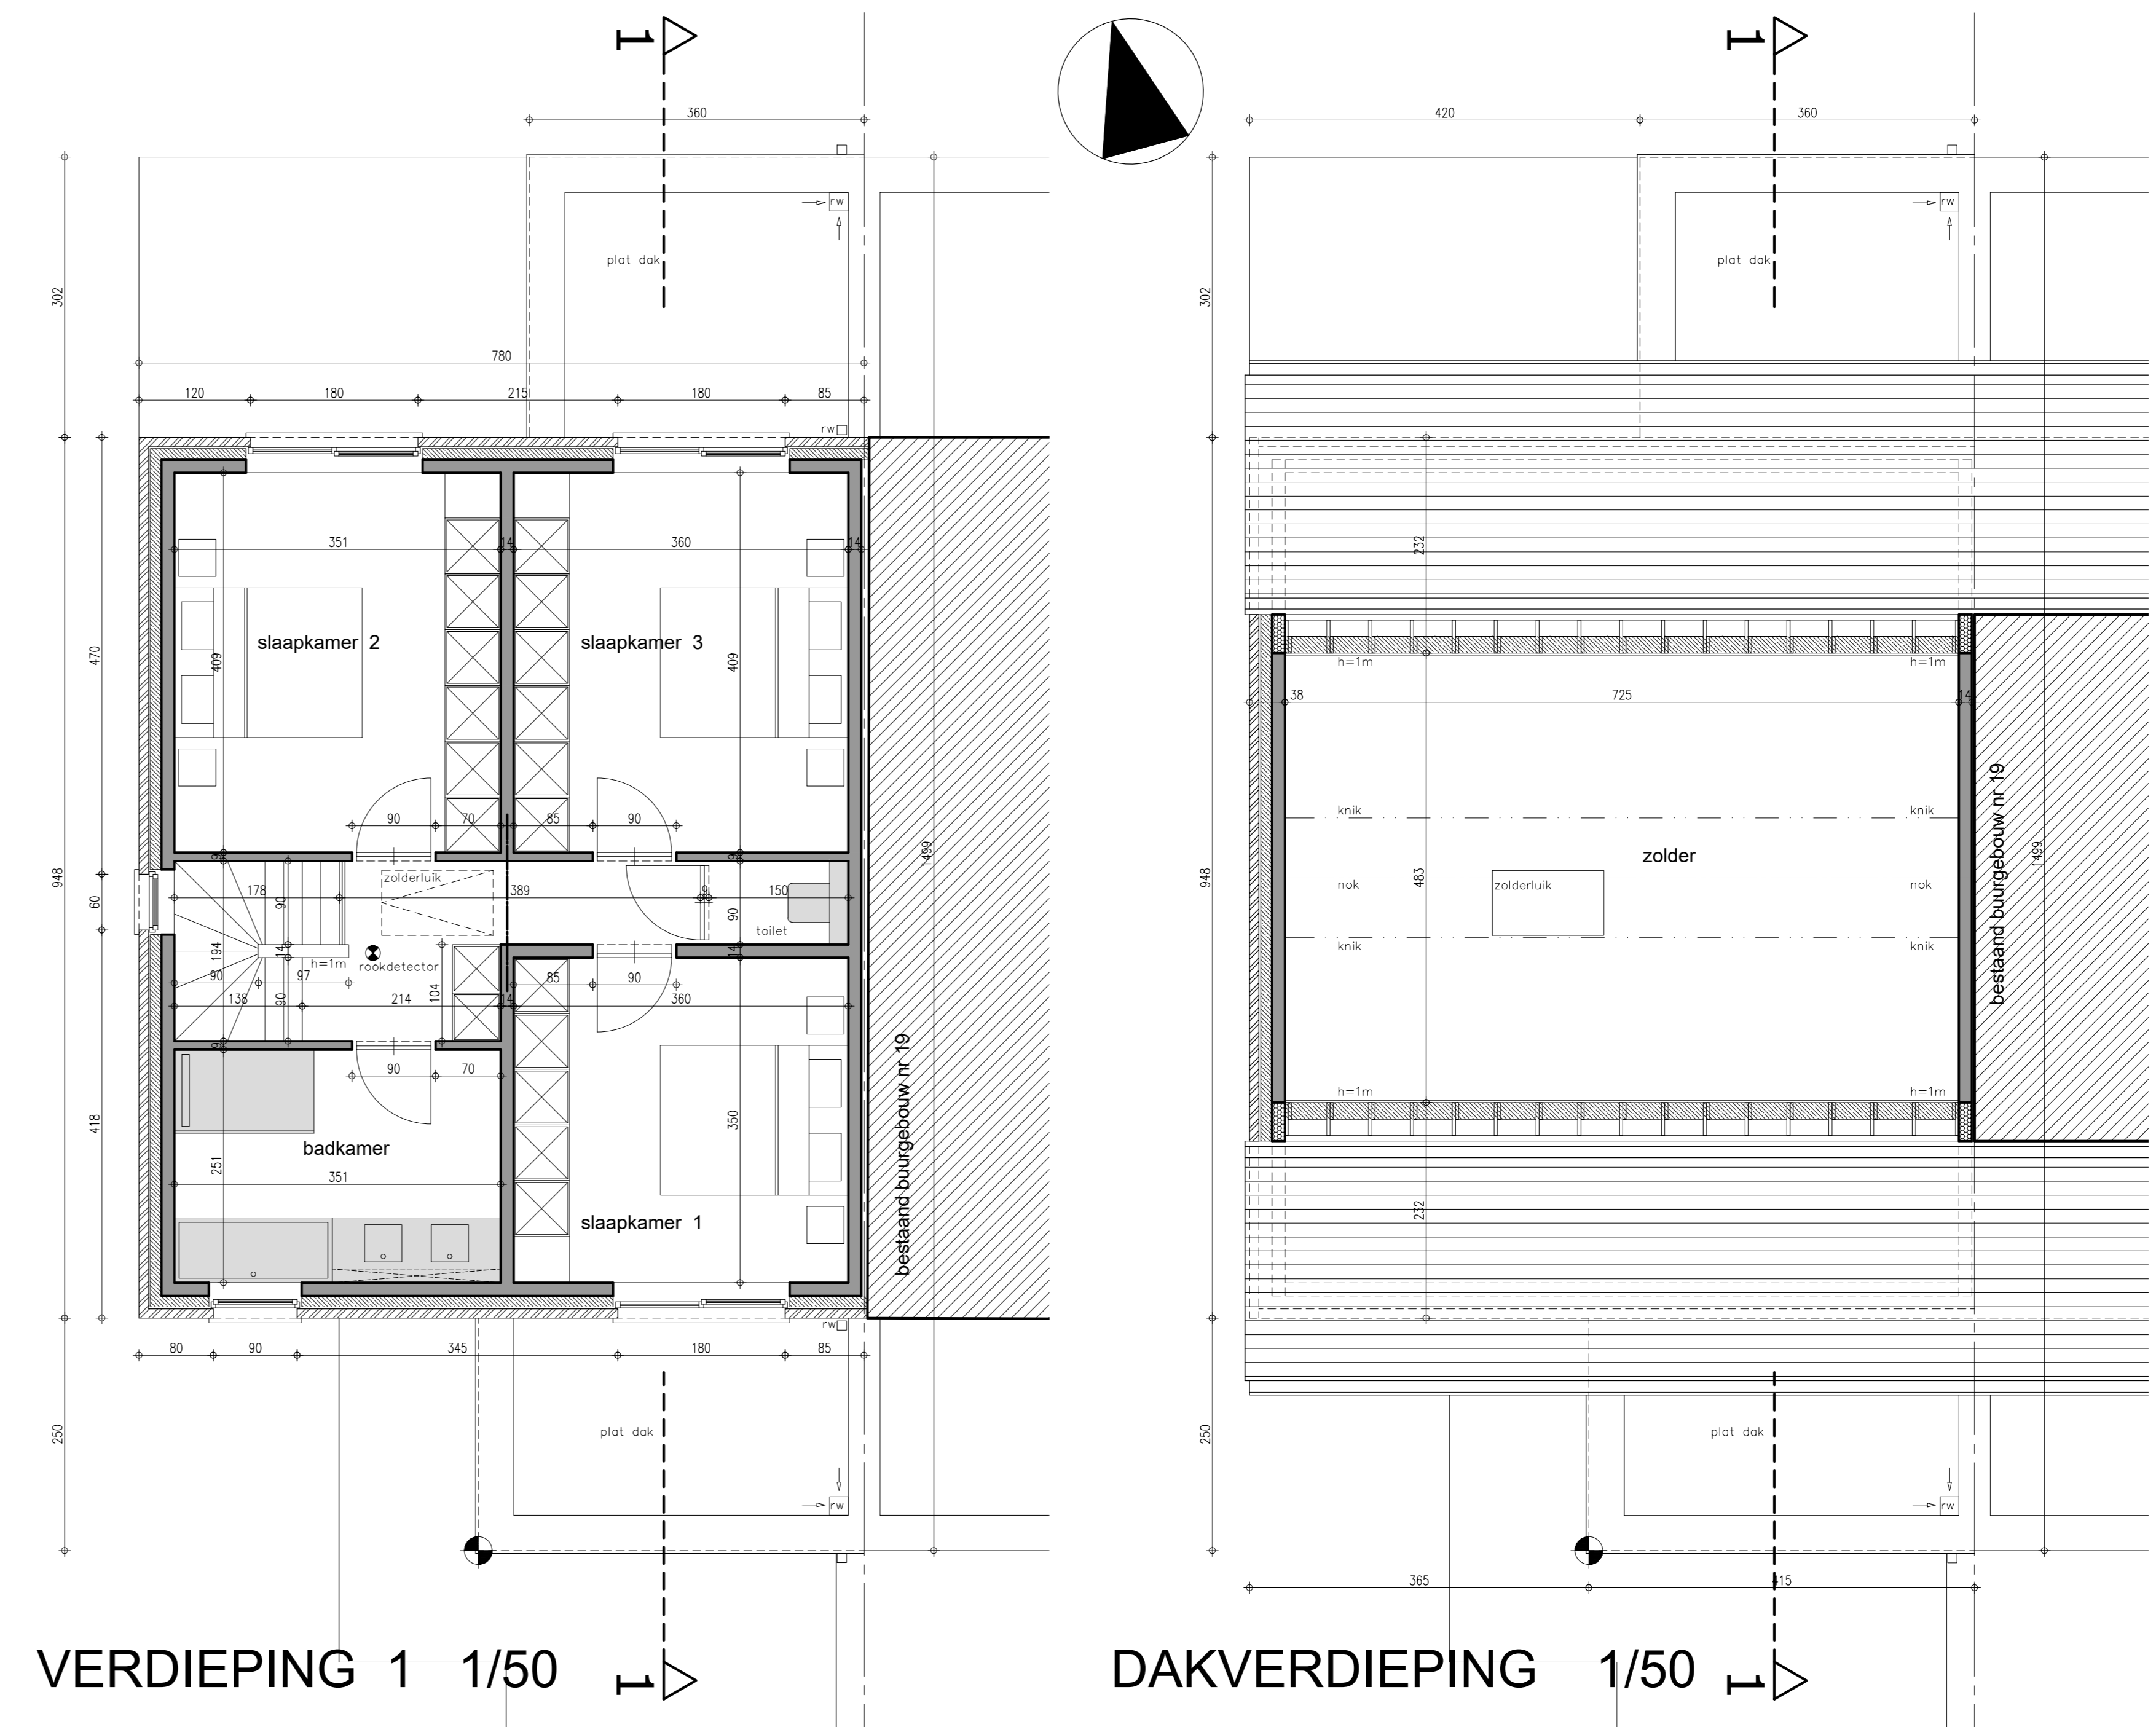 1
360
302
plat dak
rw
780
120
180
215
180
85
rw
351
14
360
14
slaapkamer 2
slaapkamer 3
409
409
470
90
70
85
90
9
9
1499
zolderluik
178
90
389
9
150
90
toilet
948
60
194
14
14
h=1m
rookdetector
90
97
85
90
138
90
214
104
14
360
9
90
70
418
badkamer
350
251
351
slaapkamer 1
bestaand buurgebouw nr 19
rw
80
90
345
180
85
250
plat dak
rw
VERDIEPING 1 1/50
1
1
420
360
302
plat dak
rw
232
h=1m
h=1m
38
725
14
knik
knik
zolder
bestaand buurgebouw nr 19
1499
948
483
nok
nok
zolderluik
knik
knik
h=1m
h=1m
232
250
plat dak
rw
365
415
DAKVERDIEPING 1/50
1